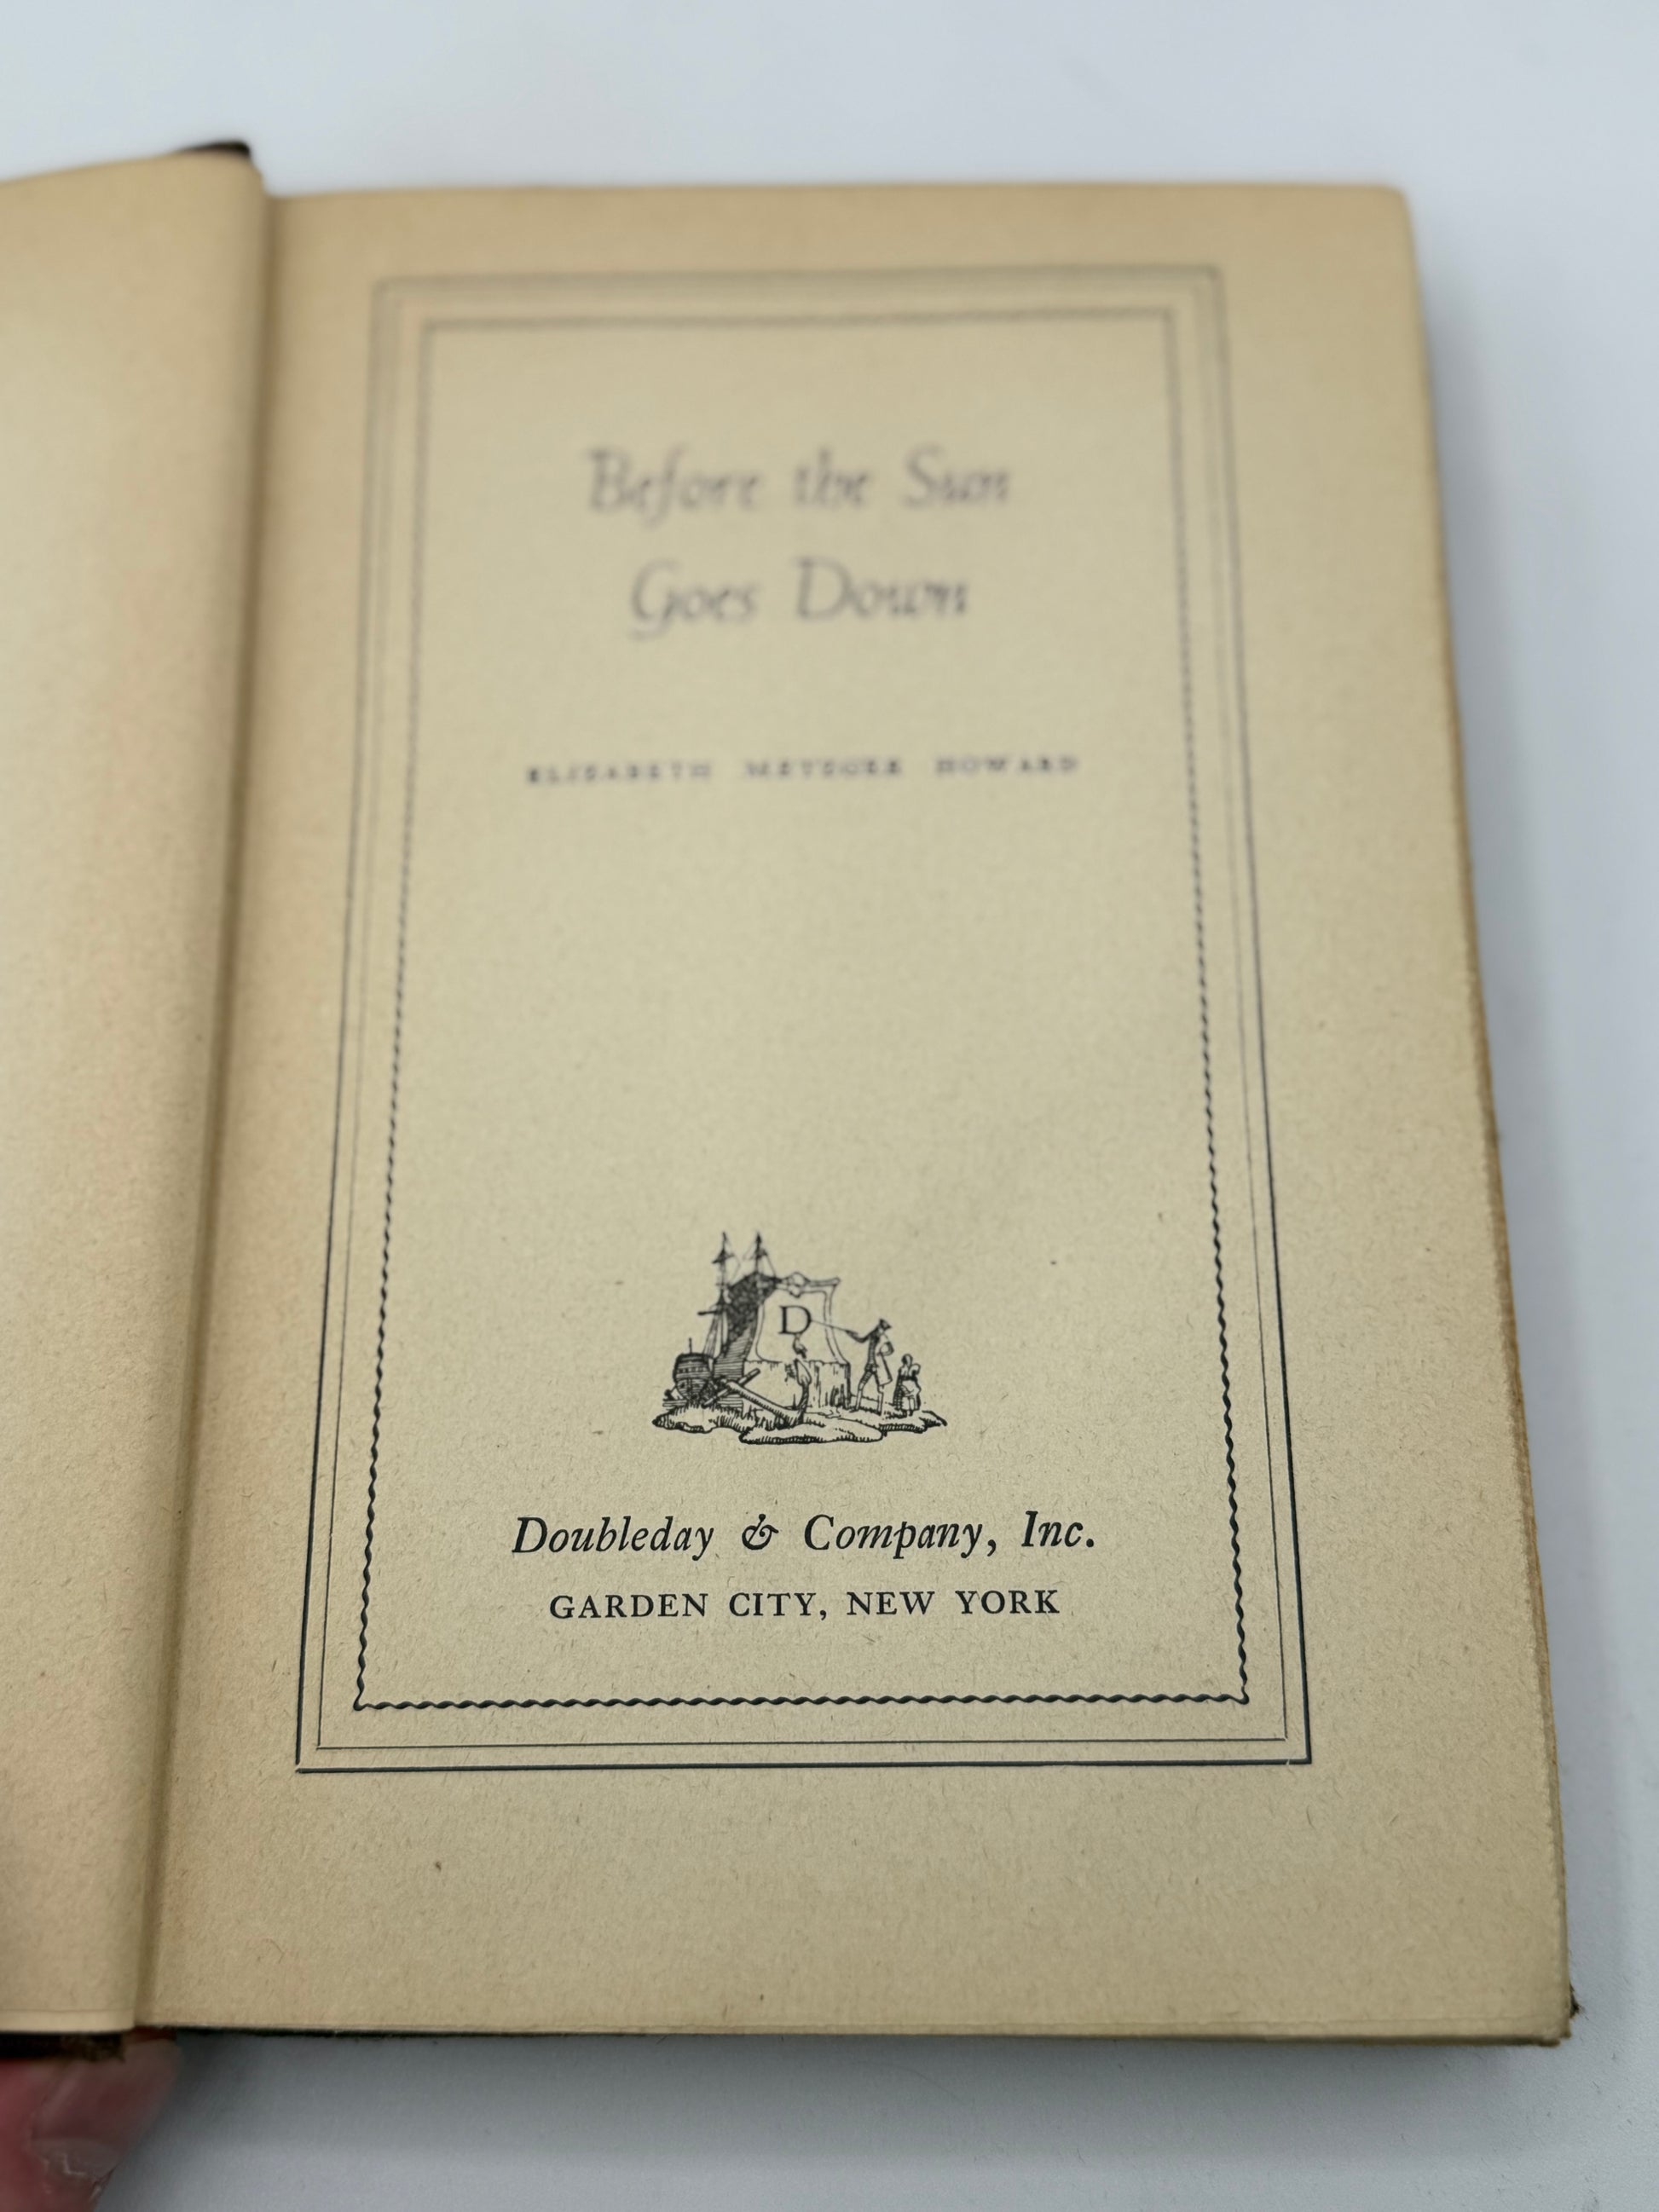 Before the Sun
Goes Down
ELIZABETH METZGER HOWARD
D
Doubleday & Company, Inc.
GARDEN CITY, NEW YORK